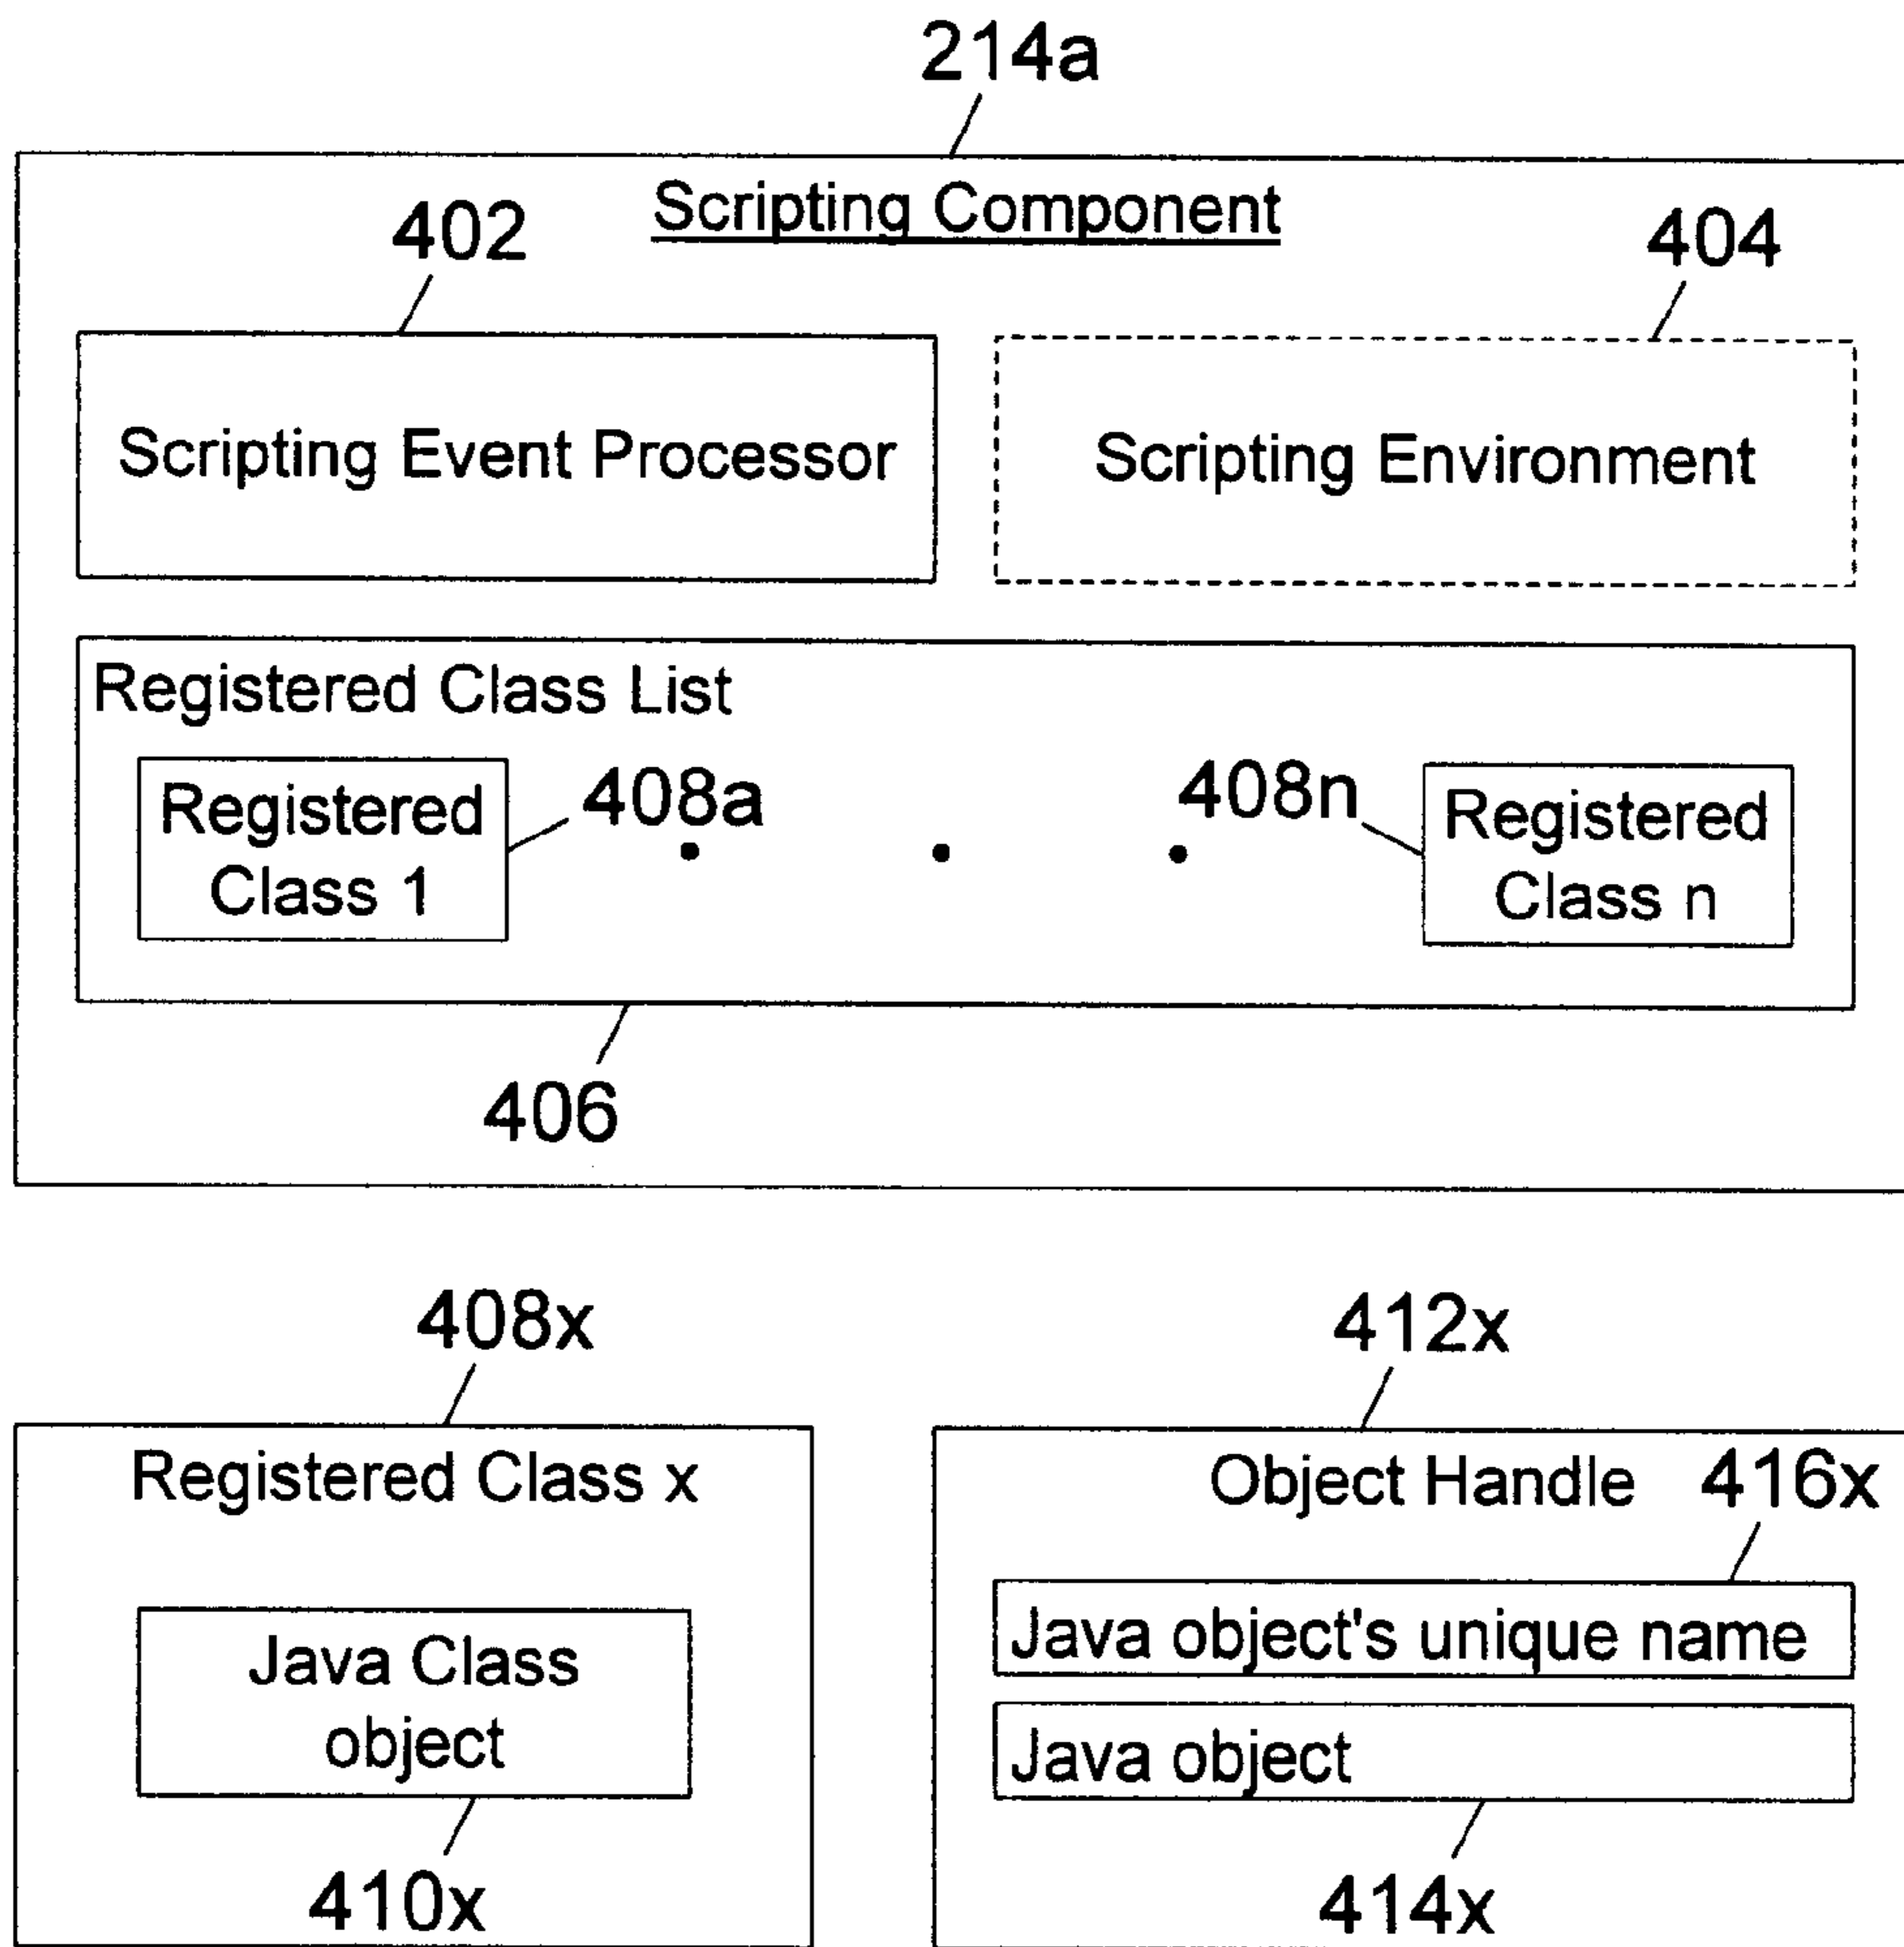 214a
Scripting Component
402
404
Scripting Event Processor
Scripting Environment
Registered Class List
Registered
Class 1
408a
408n
Registered
Class n
406
408x
412x
Registered Class x
Object Handle
416x
Java Class
object
Java object's unique name
Java object
410x
414x